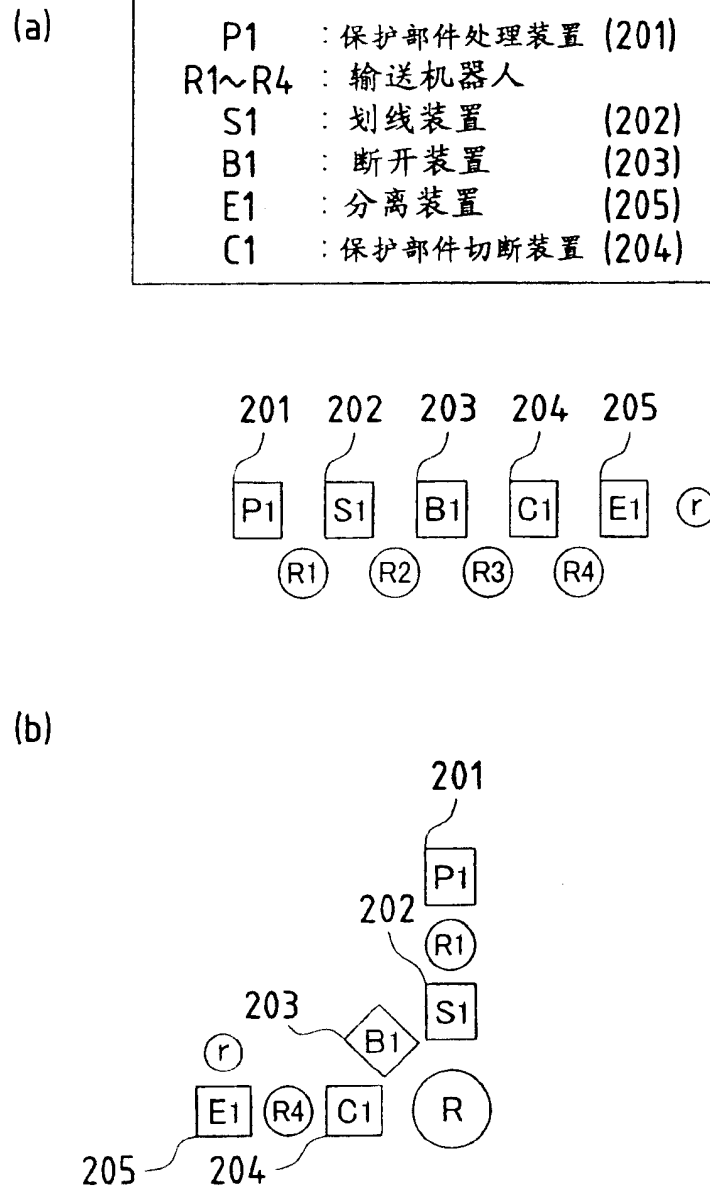 (a)
P1 : 保护部件处理装置 (201)
R1~R4 : 输送机器人
S1 : 划线装置 (202)
B1 : 断开装置 (203)
E1 : 分离装置 (205)
C1 : 保护部件切断装置 (204)
201 202 203 204 205
P1 S1 B1 C1 E1 r
R1 R2 R3 R4
(b)
201
P1
202
R1
S1
203
B1
r
E1 R4 C1 R
205 204